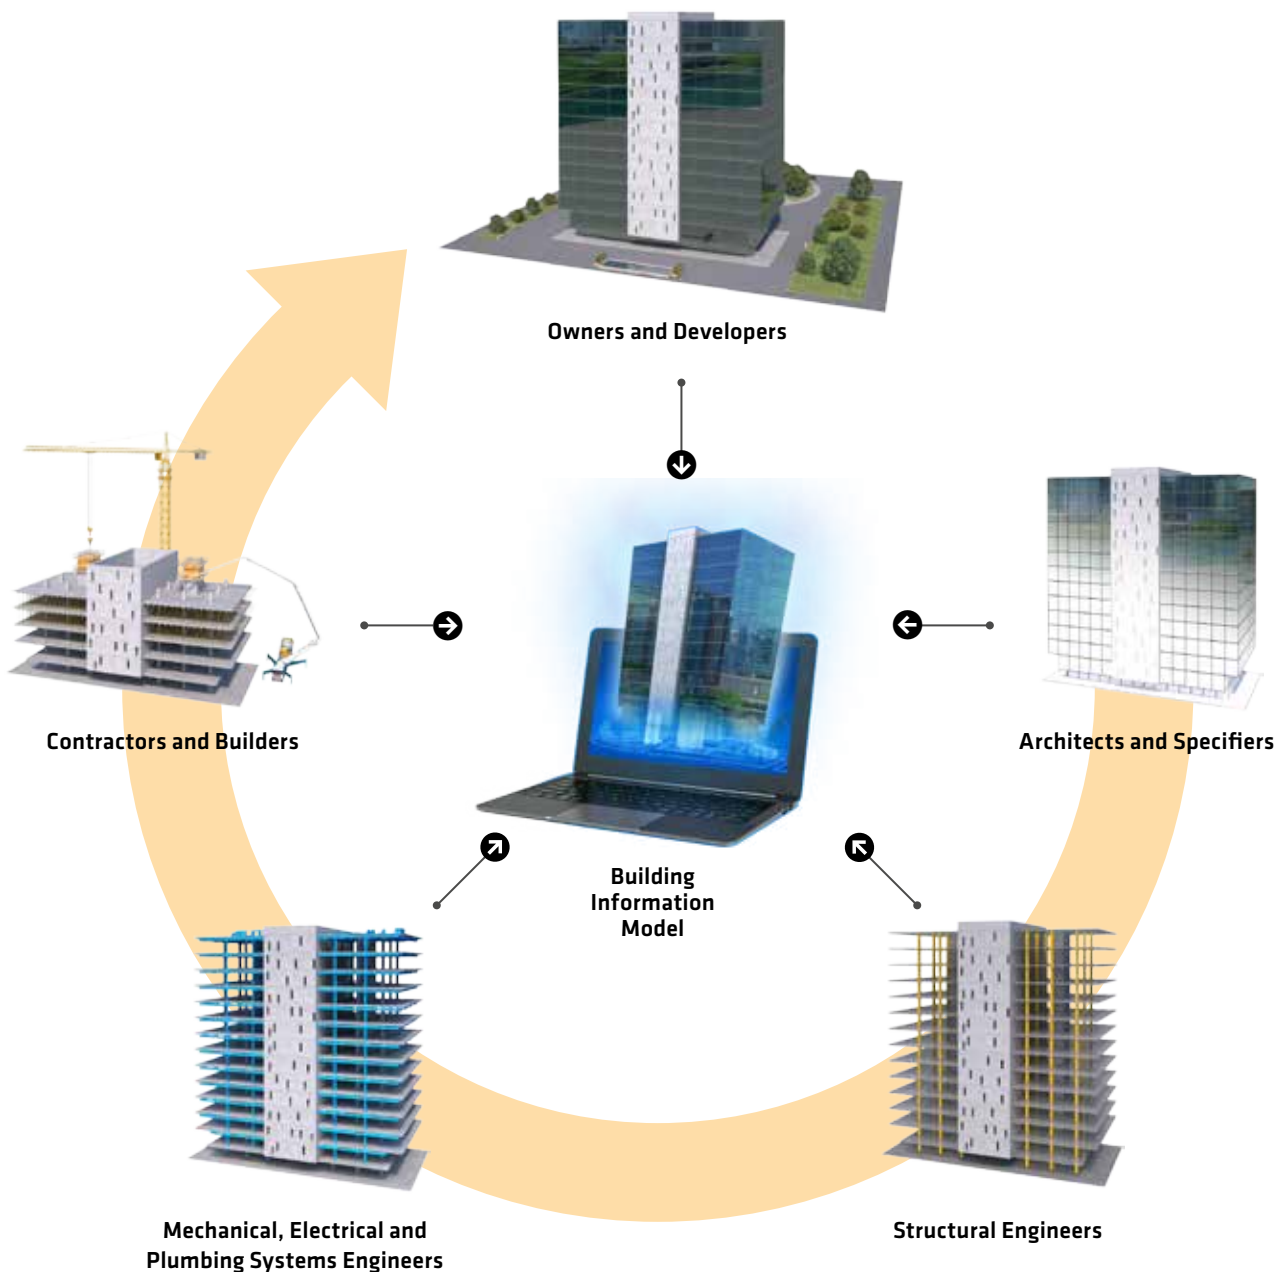 Owners and Developers
Contractors and Builders
Architects and Specifiers
Building
Information
Model
Mechanical, Electrical and
Plumbing Systems Engineers
Structural Engineers